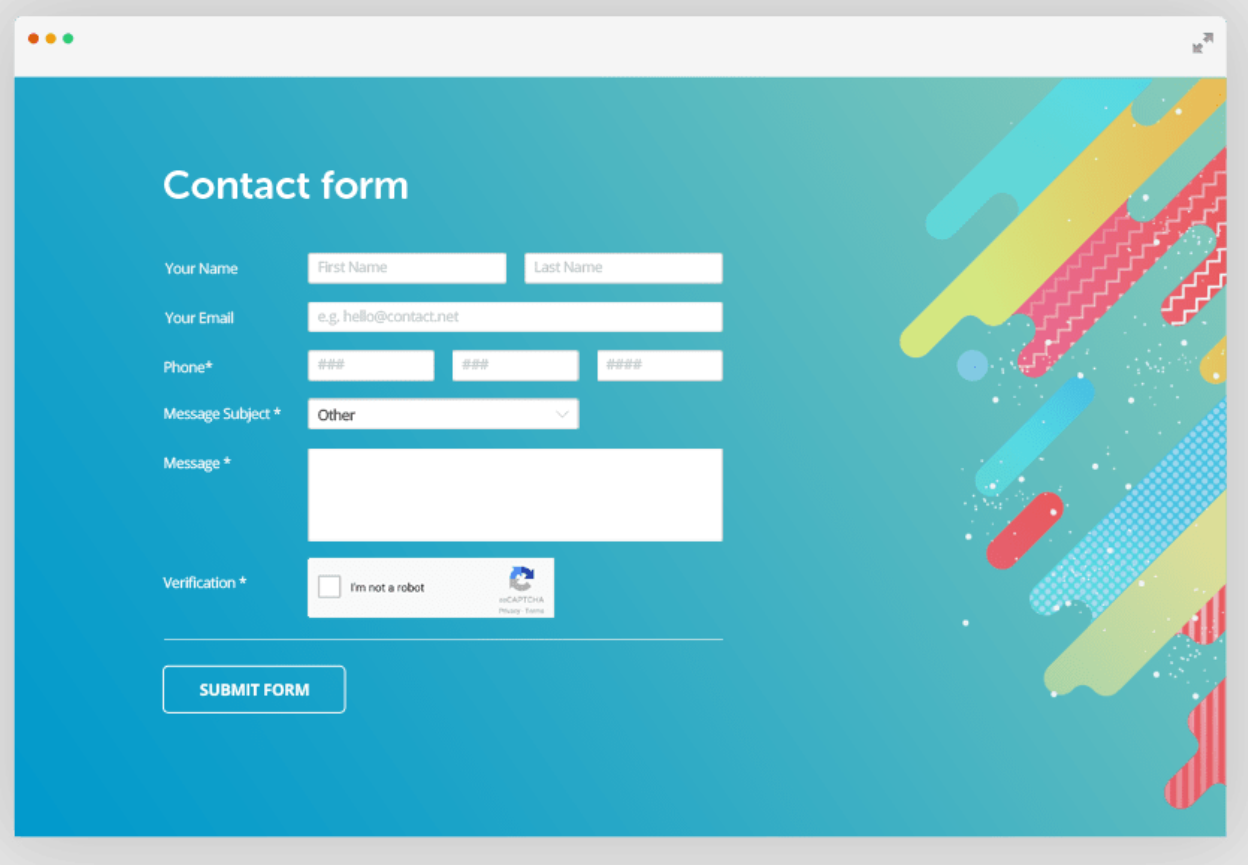 Contact form
Your Name First Name Last Name
Your Email e.g. hello@contact.net
Phone* ### ### ####
Message Subject * Other
Message *
Verification * I'm not a robot
reCAPTCHA
Privacy - Terms
SUBMIT FORM